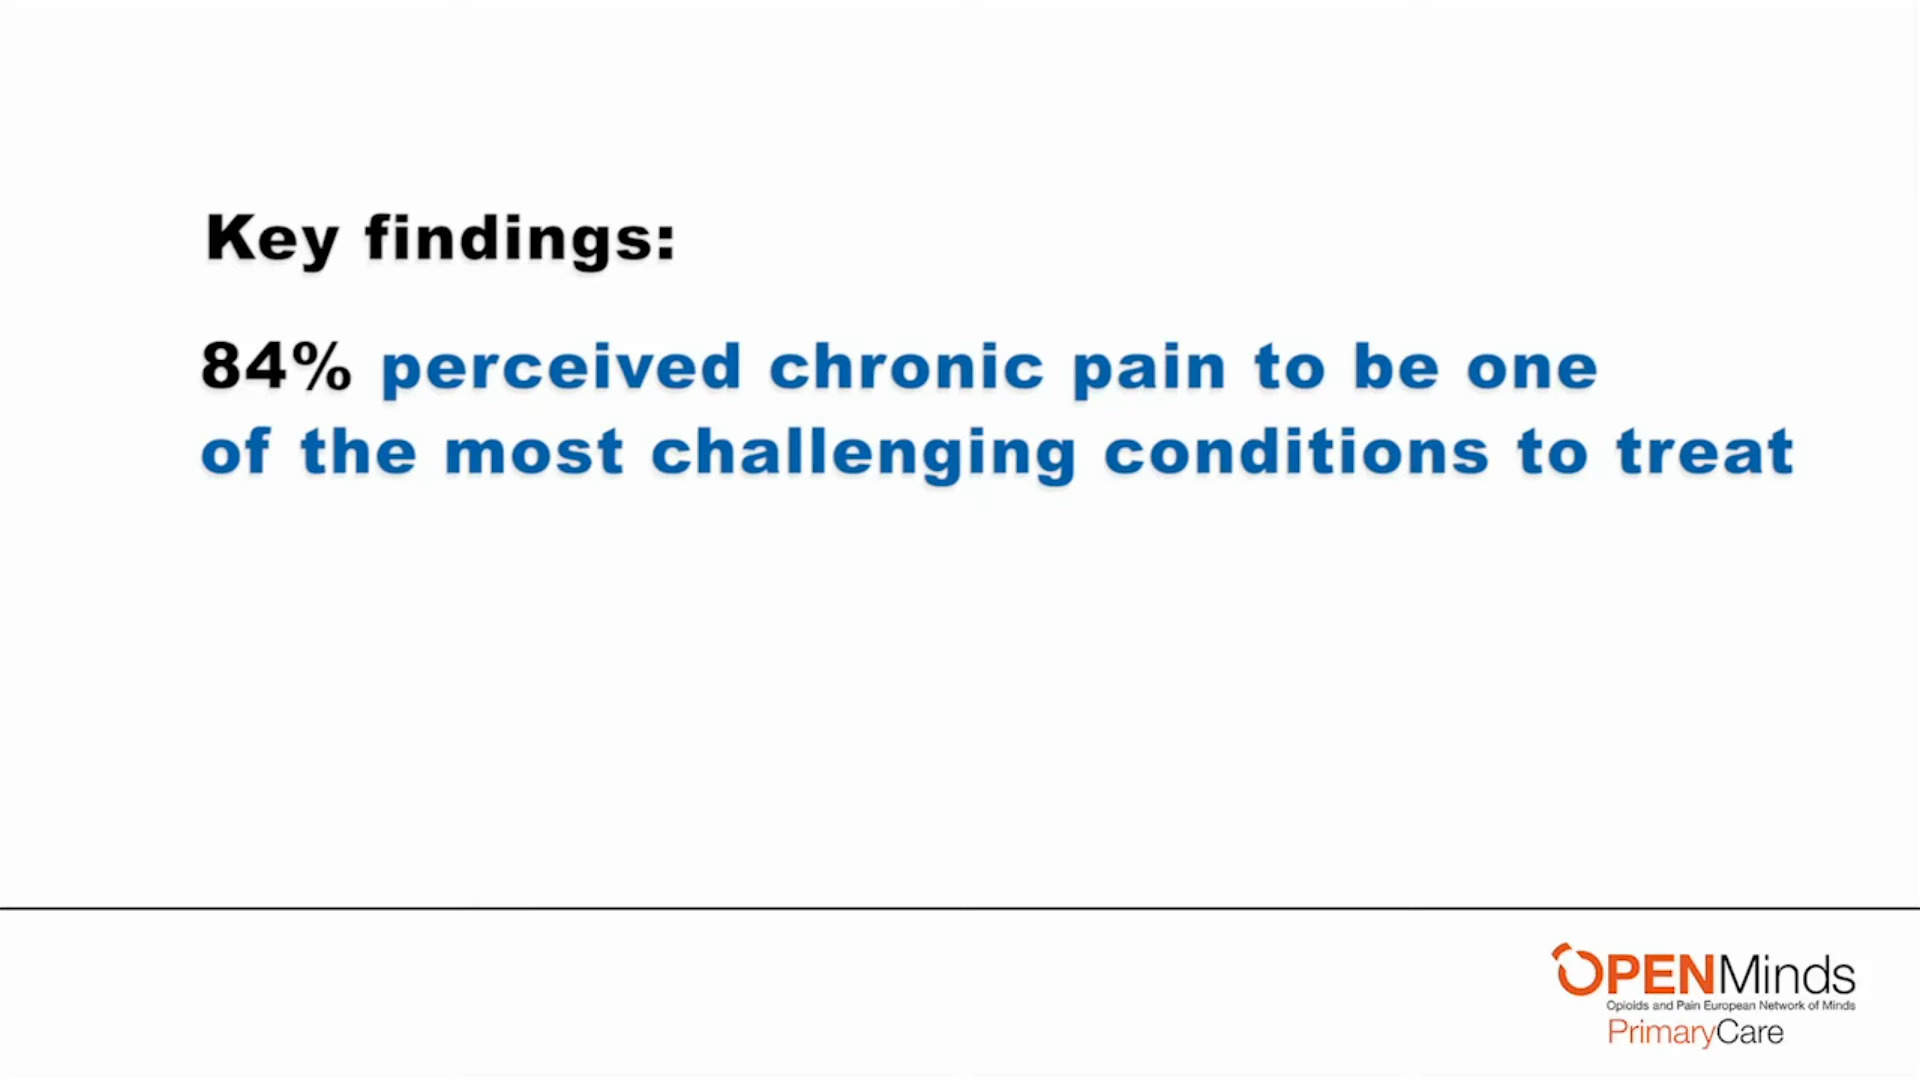 Key findings:
84% perceived chronic pain to be one
of the most challenging conditions to treat
OPENMinds
Opioids and Pain European Network of Minds
PrimaryCare